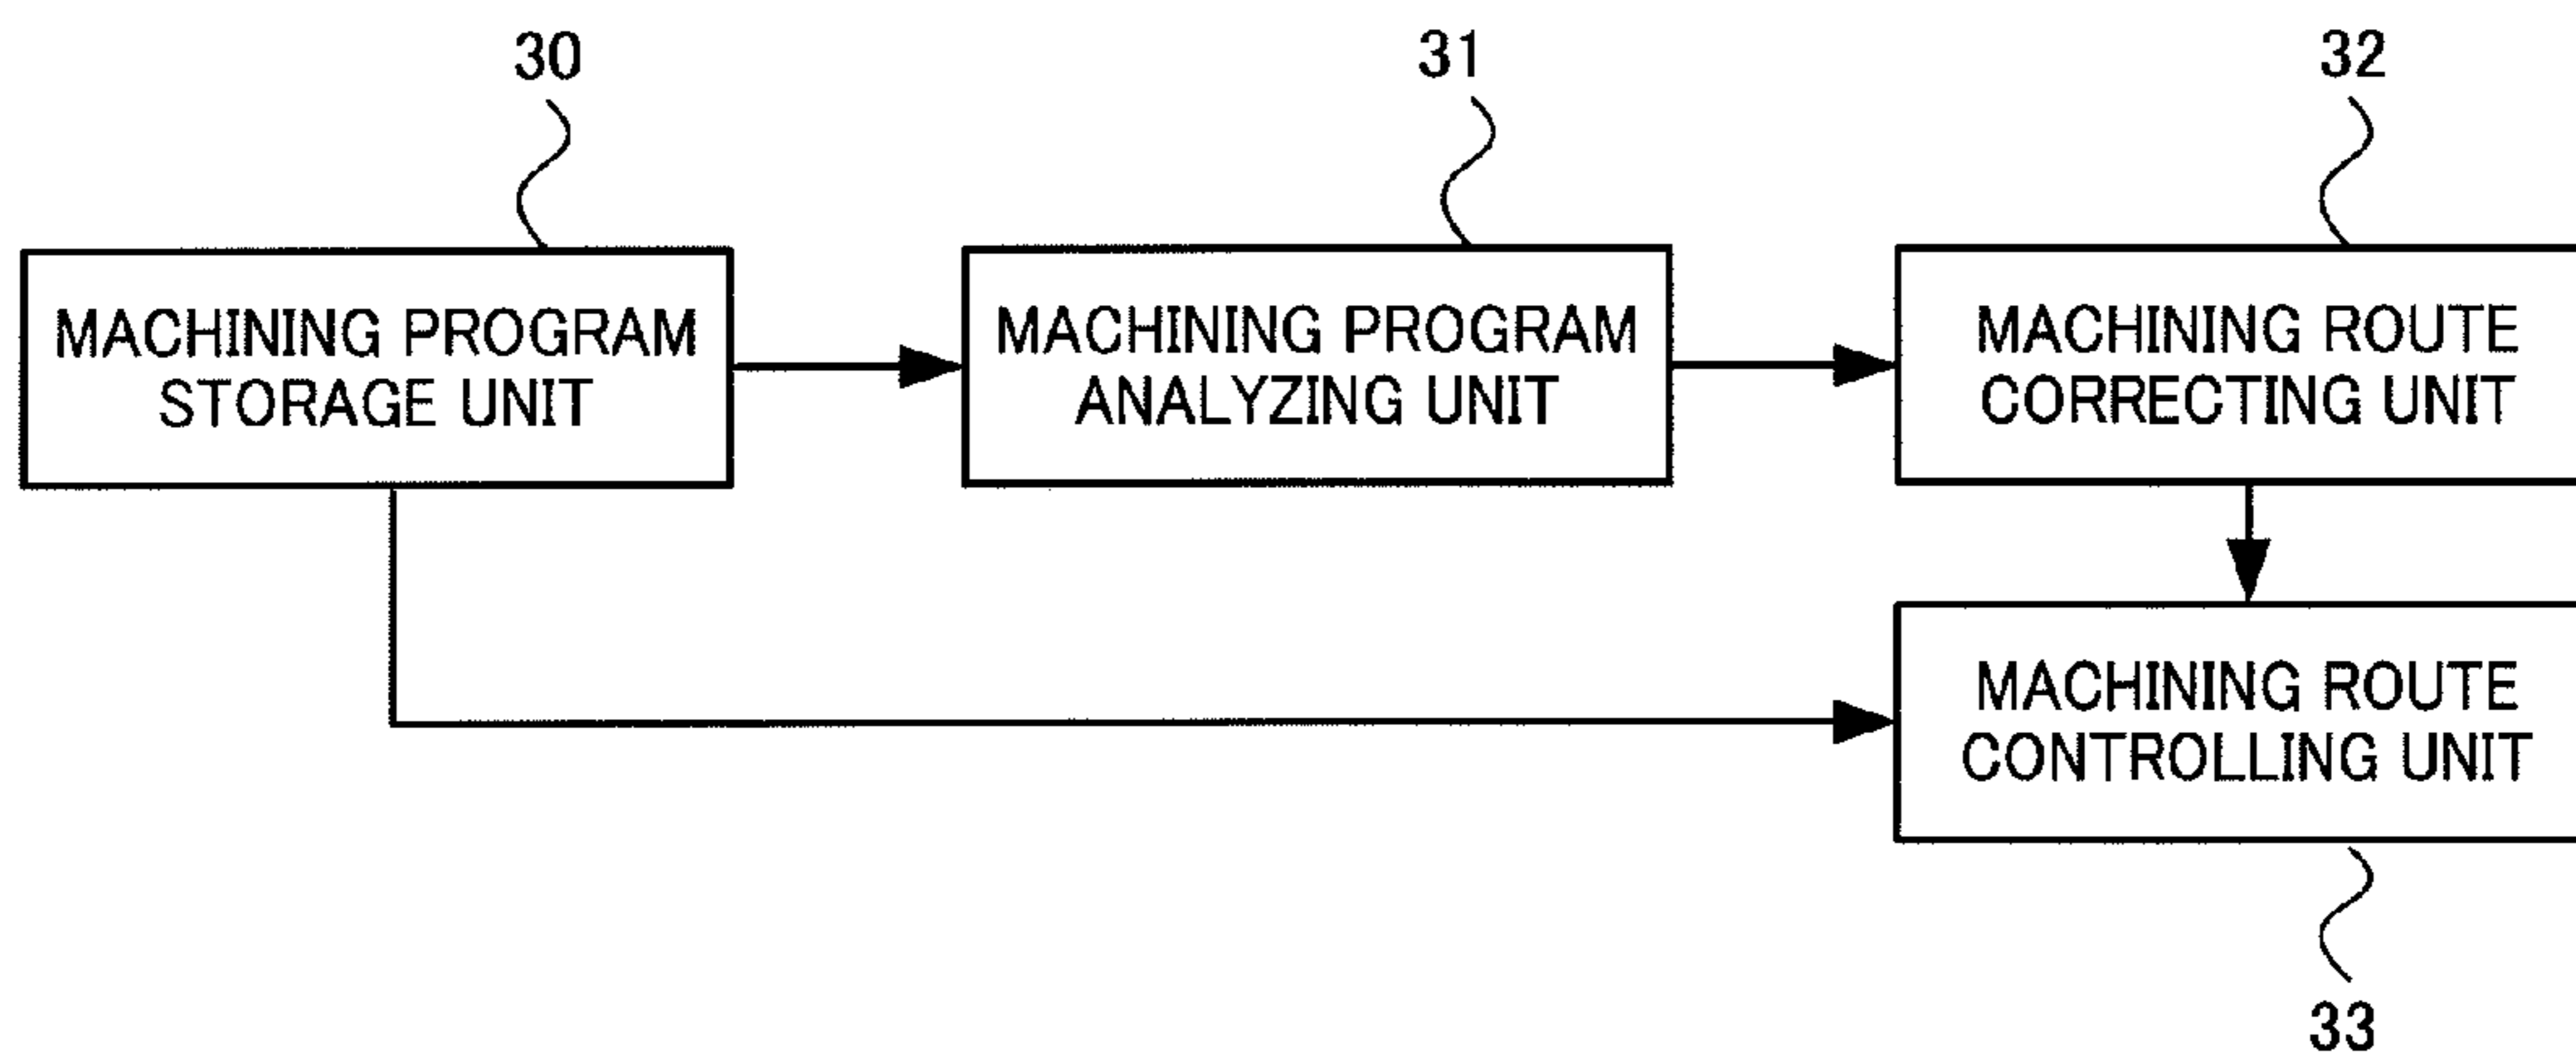 30
31
32
MACHINING PROGRAM
STORAGE UNIT
MACHINING PROGRAM
ANALYZING UNIT
MACHINING ROUTE
CORRECTING UNIT
MACHINING ROUTE
CONTROLLING UNIT
33